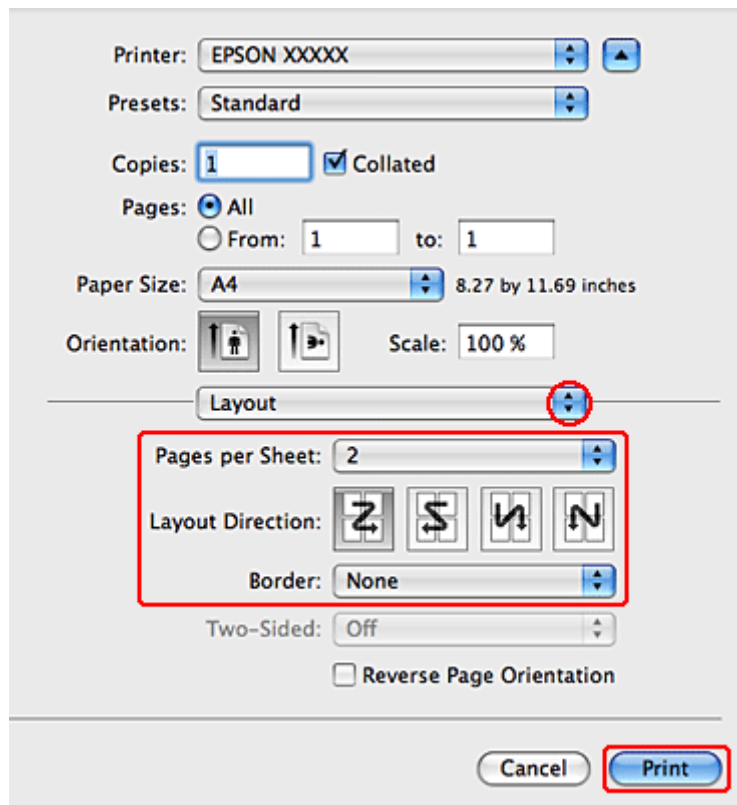 Printer: EPSON XXXXX
Presets: Standard
Copies: 1 Collated
Pages: All
From: 1 to: 1
Paper Size: A4 8.27 by 11.69 inches
Orientation: Scale: 100 %
Layout
Pages per Sheet: 2
Layout Direction:
Border: None
Two-Sided: Off
Reverse Page Orientation
Cancel Print